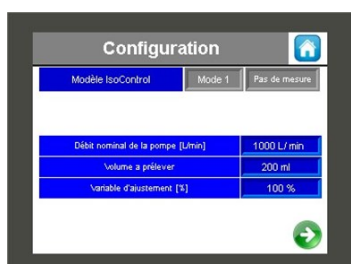 Configuration
Modèle IsoControl Mode 1 Pas de mesure
Débit nominal de la pompe [L/min] 1000 L/ min
Volume a prélever 200 ml
Variable d'ajustement [%] 100 %